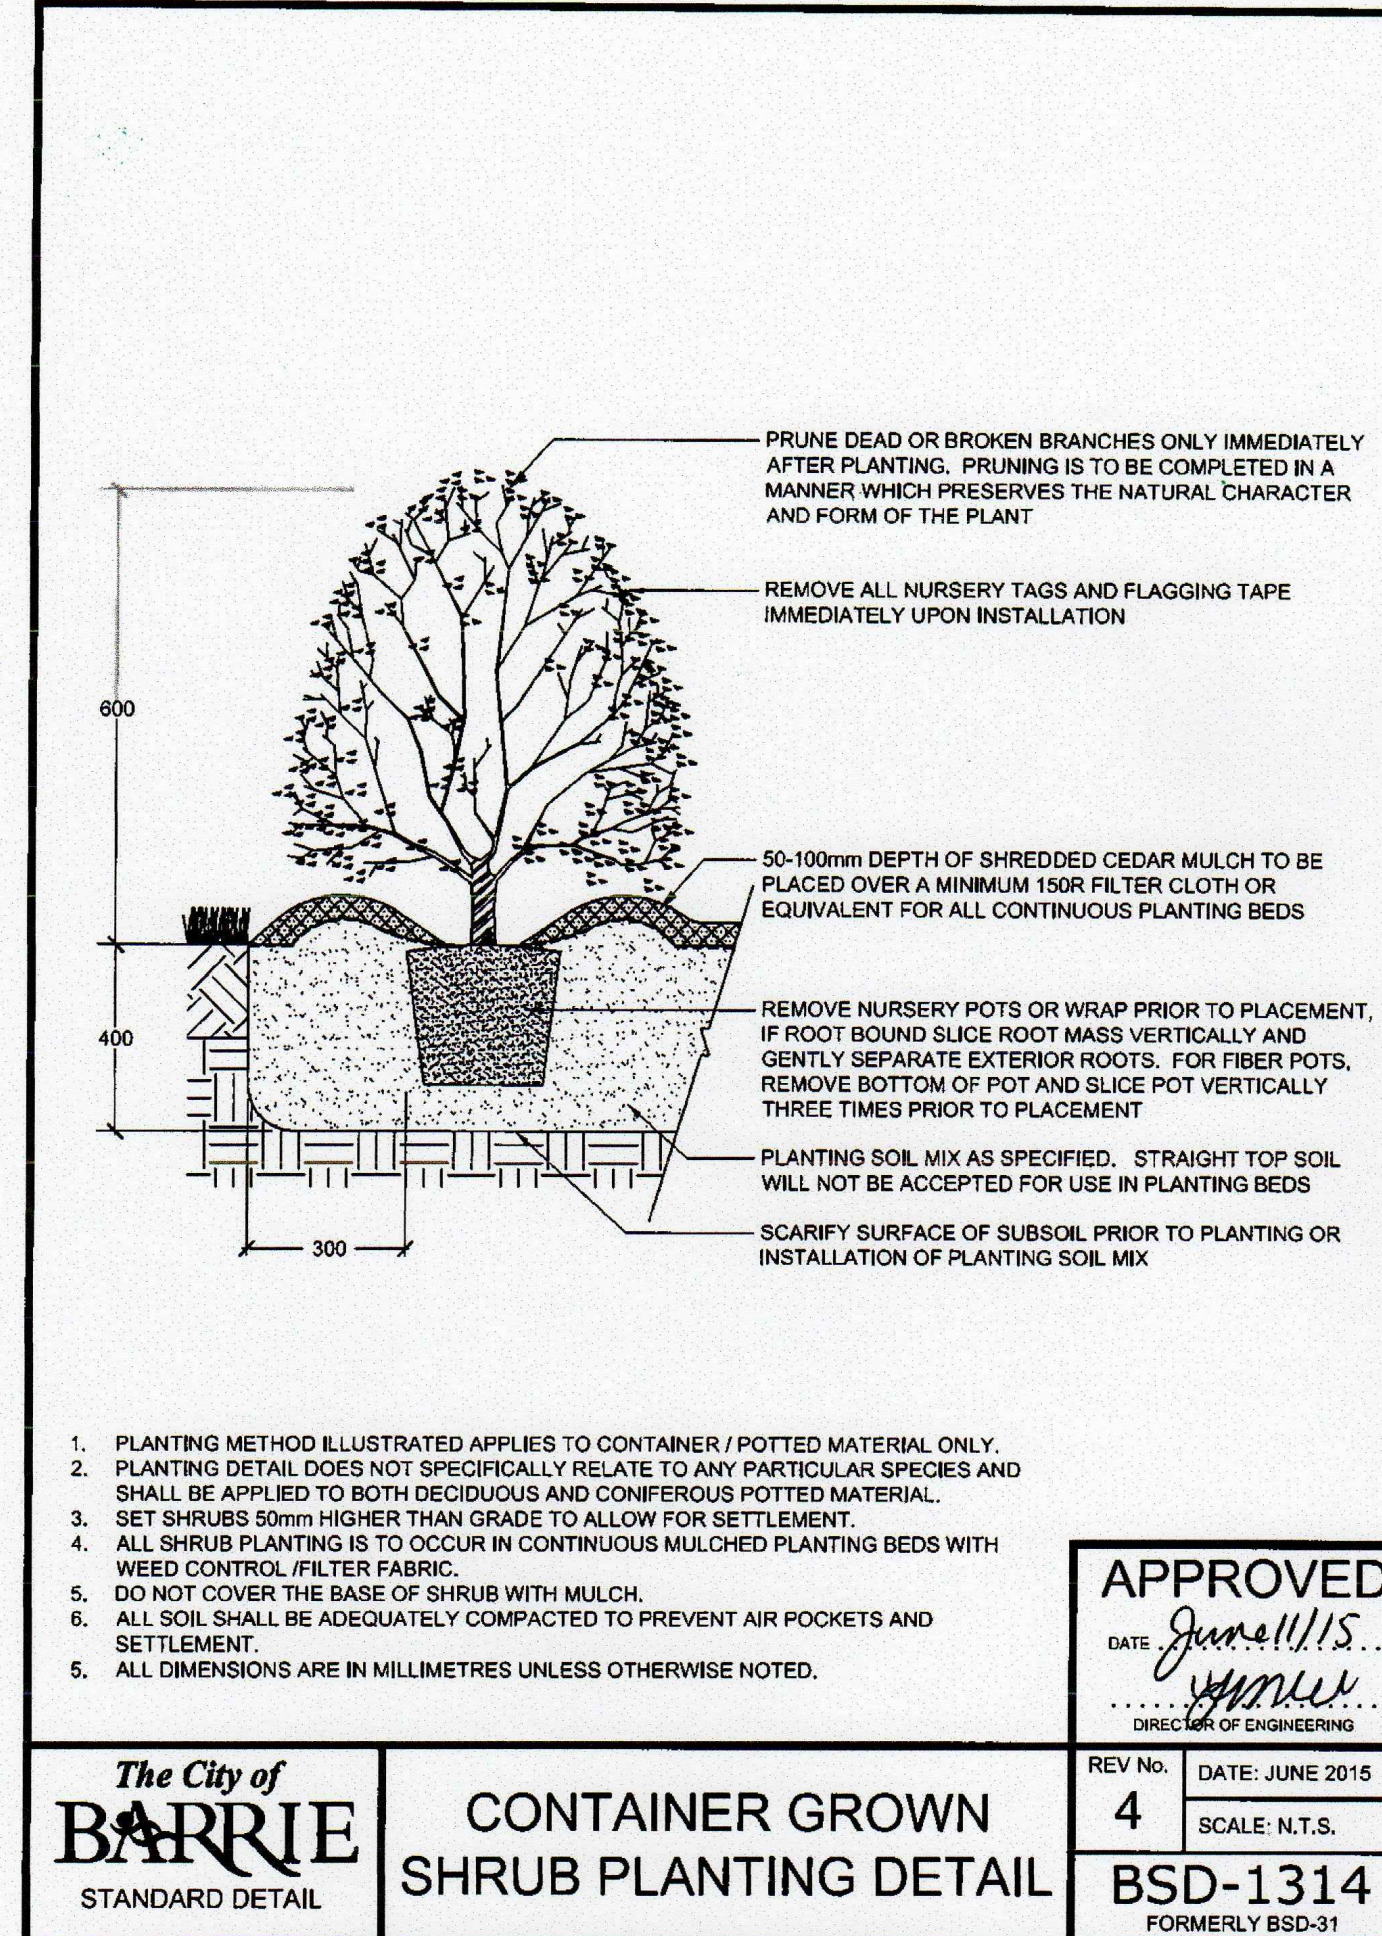 PRUNE DEAD OR BROKEN BRANCHES ONLY IMMEDIATELY
AFTER PLANTING. PRUNING IS TO BE COMPLETED IN A
MANNER WHICH PRESERVES THE NATURAL CHARACTER
AND FORM OF THE PLANT
REMOVE ALL NURSERY TAGS AND FLAGGING TAPE
IMMEDIATELY UPON INSTALLATION
600
50-100mm DEPTH OF SHREDDED CEDAR MULCH TO BE
PLACED OVER A MINIMUM 150R FILTER CLOTH OR
EQUIVALENT FOR ALL CONTINUOUS PLANTING BEDS
REMOVE NURSERY POTS OR WRAP PRIOR TO PLACEMENT,
IF ROOT BOUND SLICE ROOT MASS VERTICALLY AND
GENTLY SEPARATE EXTERIOR ROOTS. FOR FIBER POTS,
REMOVE BOTTOM OF POT AND SLICE POT VERTICALLY
THREE TIMES PRIOR TO PLACEMENT
400
PLANTING SOIL MIX AS SPECIFIED. STRAIGHT TOP SOIL
WILL NOT BE ACCEPTED FOR USE IN PLANTING BEDS
SCARIFY SURFACE OF SUBSOIL PRIOR TO PLANTING OR
INSTALLATION OF PLANTING SOIL MIX
300
1. PLANTING METHOD ILLUSTRATED APPLIES TO CONTAINER / POTTED MATERIAL ONLY.
2. PLANTING DETAIL DOES NOT SPECIFICALLY RELATE TO ANY PARTICULAR SPECIES AND
SHALL BE APPLIED TO BOTH DECIDUOUS AND CONIFEROUS POTTED MATERIAL.
3. SET SHRUBS 50mm HIGHER THAN GRADE TO ALLOW FOR SETTLEMENT.
4. ALL SHRUB PLANTING IS TO OCCUR IN CONTINUOUS MULCHED PLANTING BEDS WITH
WEED CONTROL /FILTER FABRIC.
5. DO NOT COVER THE BASE OF SHRUB WITH MULCH.
6. ALL SOIL SHALL BE ADEQUATELY COMPACTED TO PREVENT AIR POCKETS AND
SETTLEMENT.
5. ALL DIMENSIONS ARE IN MILLIMETRES UNLESS OTHERWISE NOTED.
APPROVED
DATE June 11/15
DIRECTOR OF ENGINEERING
The City of
BARRIE
STANDARD DETAIL
CONTAINER GROWN
SHRUB PLANTING DETAIL
REV No.
4
DATE: JUNE 2015
SCALE: N.T.S.
BSD-1314
FORMERLY BSD-31